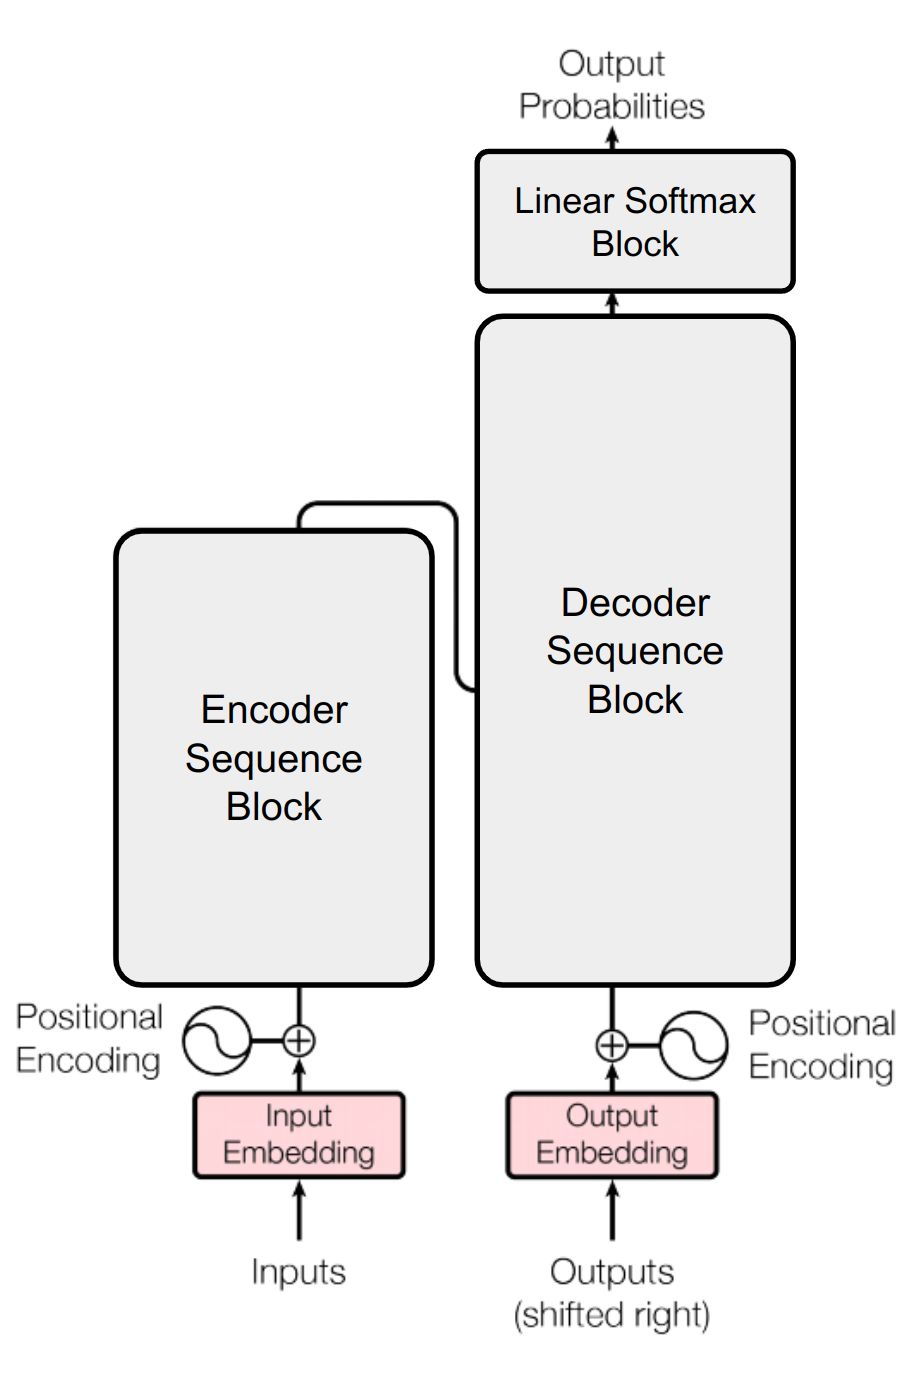 Output
Probabilities
Linear Softmax
Block
Decoder
Sequence
Block
Encoder
Sequence
Block
Positional
Encoding
Positional
Encoding
Input
Embedding
Output
Embedding
Inputs
Outputs
(shifted right)